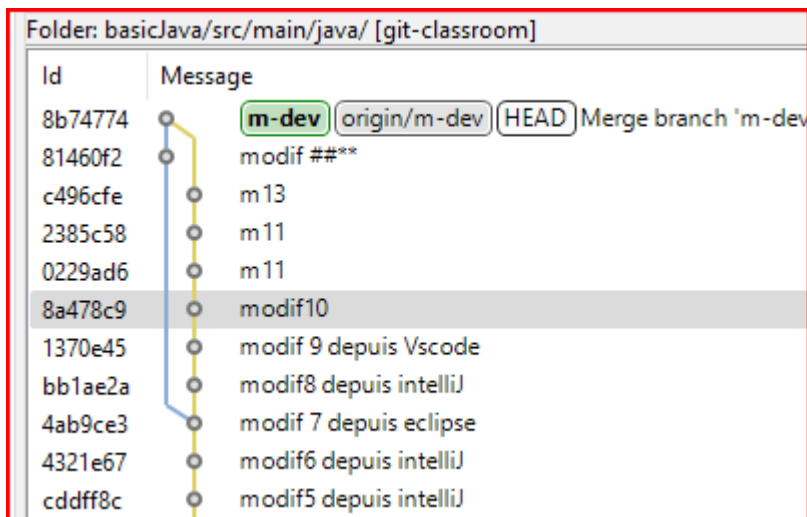 Folder: basicJava/src/main/java/ [git-classroom]
Id Message
8b74774 m-dev origin/m-dev HEAD Merge branch 'm-dev
81460f2 modif ##**
c496cfe m13
2385c58 m11
0229ad6 m11
8a478c9 modif10
1370e45 modif 9 depuis Vscode
bb1ae2a modif8 depuis intelliJ
4ab9ce3 modif 7 depuis eclipse
4321e67 modif6 depuis intelliJ
cddff8c modif5 depuis intelliJ